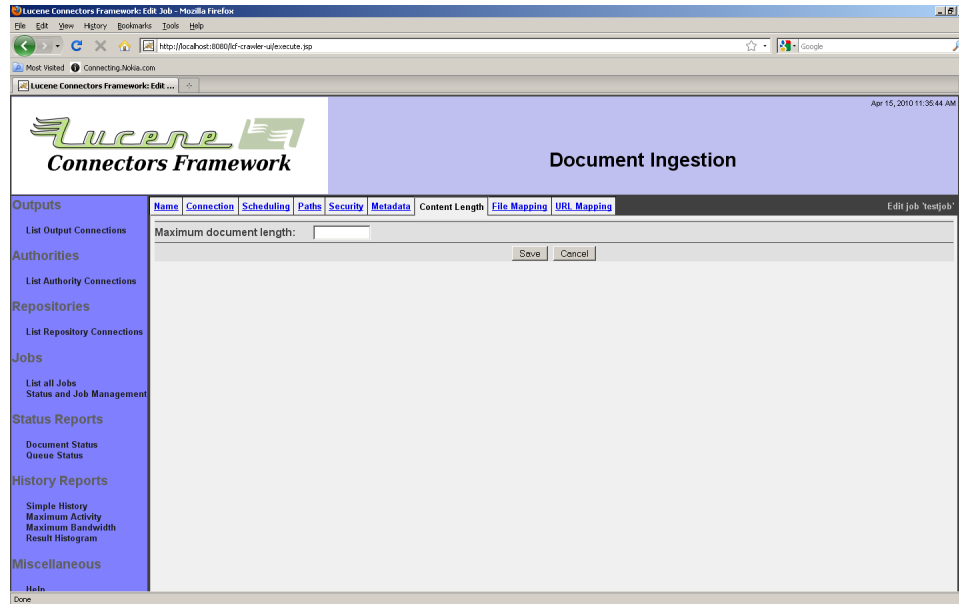 Lucene Connectors Framework: Edit Job - Mozilla Firefox
File Edit View History Bookmarks Tools Help
http://localhost:8080/lcf-crawler-ui/execute.jsp
Google
Most Visited Connecting.Nokia.com
Lucene Connectors Framework: Edit ...
Apr 15, 2010 11:35:44 AM
Lucene
Connectors Framework
Document Ingestion
Outputs
List Output Connections
Authorities
List Authority Connections
Repositories
List Repository Connections
Jobs
List all Jobs
Status and Job Management
Status Reports
Document Status
Queue Status
History Reports
Simple History
Maximum Activity
Maximum Bandwidth
Result Histogram
Miscellaneous
Help
Name Connection Scheduling Paths Security Metadata Content Length File Mapping URL Mapping Edit job 'testjob'
Maximum document length:
Save Cancel
Done